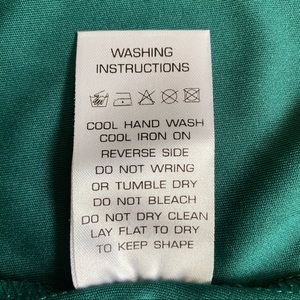 WASHING
INSTRUCTIONS
COOL HAND WASH
COOL IRON ON
REVERSE SIDE
DO NOT WRING
OR TUMBLE DRY
DO NOT BLEACH
DO NOT DRY CLEAN
LAY FLAT TO DRY
TO KEEP SHAPE